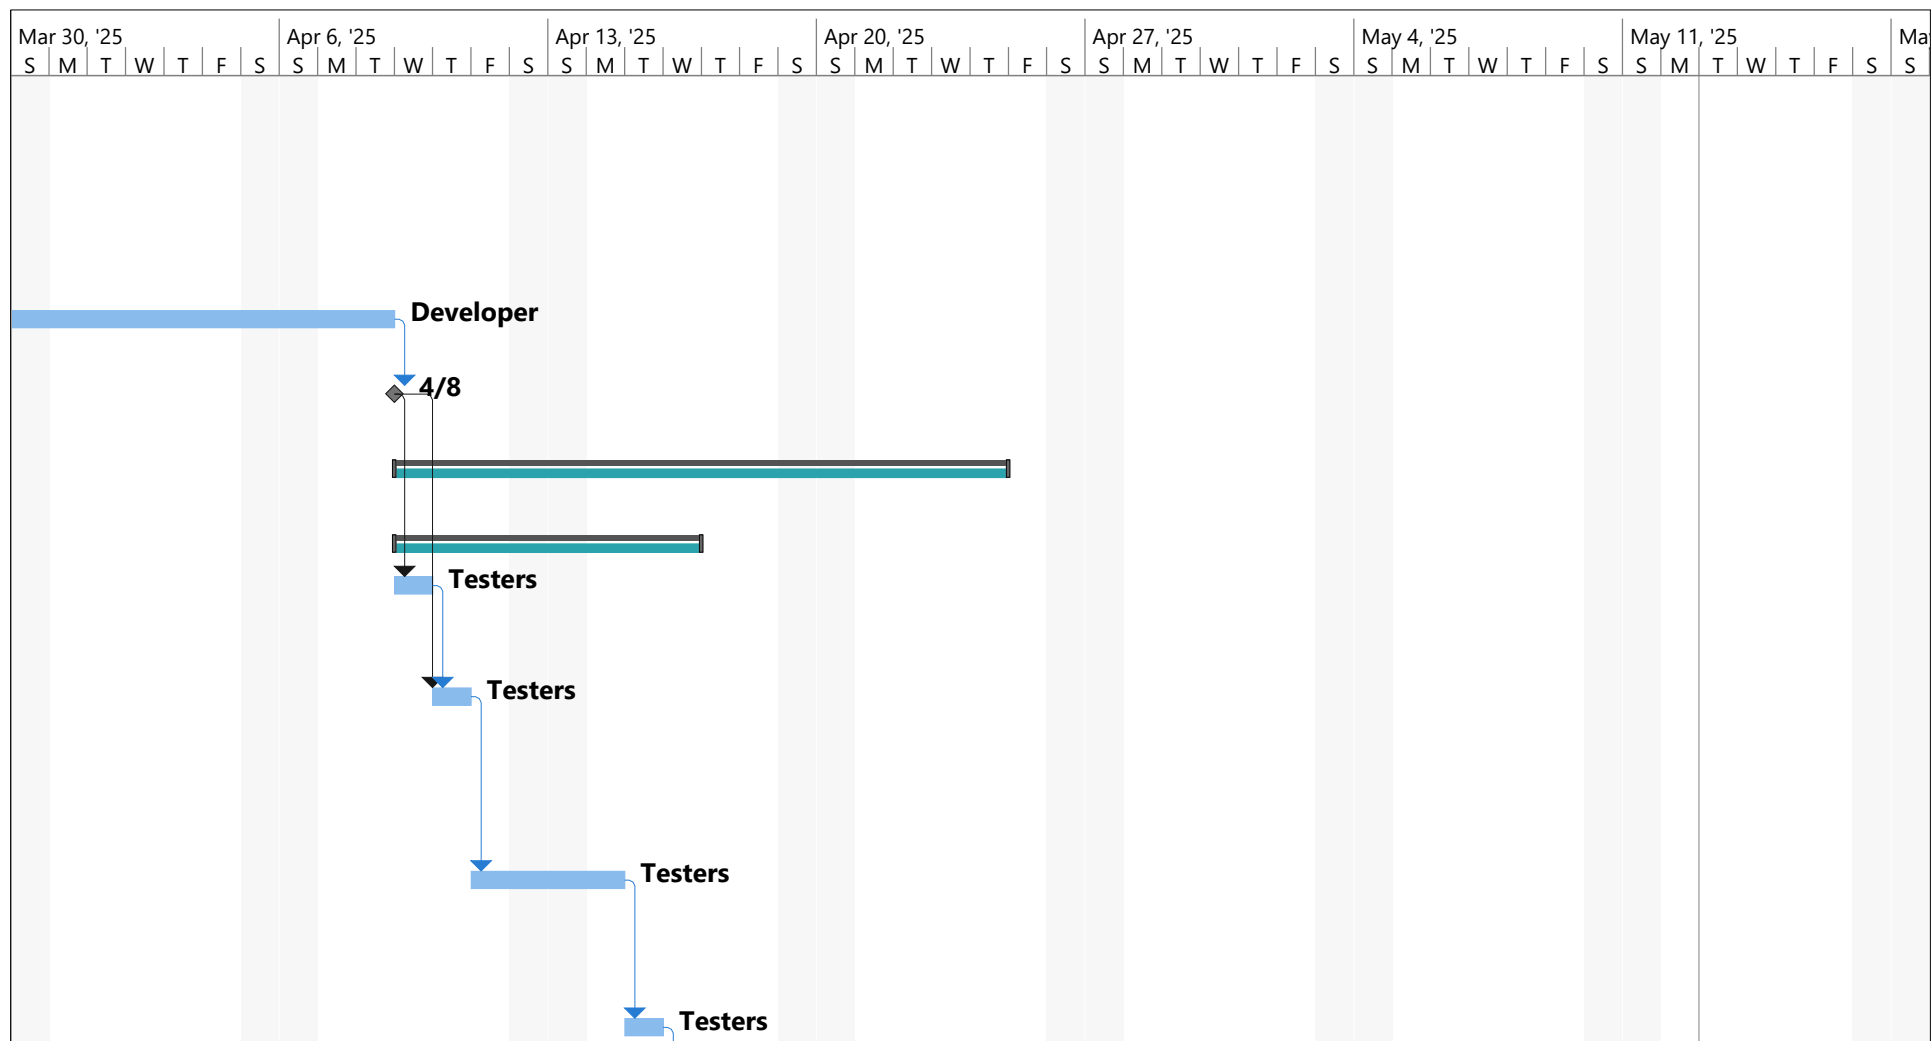 Mar 30, '25 Apr 6, '25 Apr 13, '25 Apr 20, '25 Apr 27, '25 May 4, '25 May 11, '25 Ma
S M T W T F S S M T W T F S S M T W T F S S M T W T F S S M T W T F S S M T W T F S S M T W T F S S
Developer
4/8
Testers
Testers
Testers
Testers